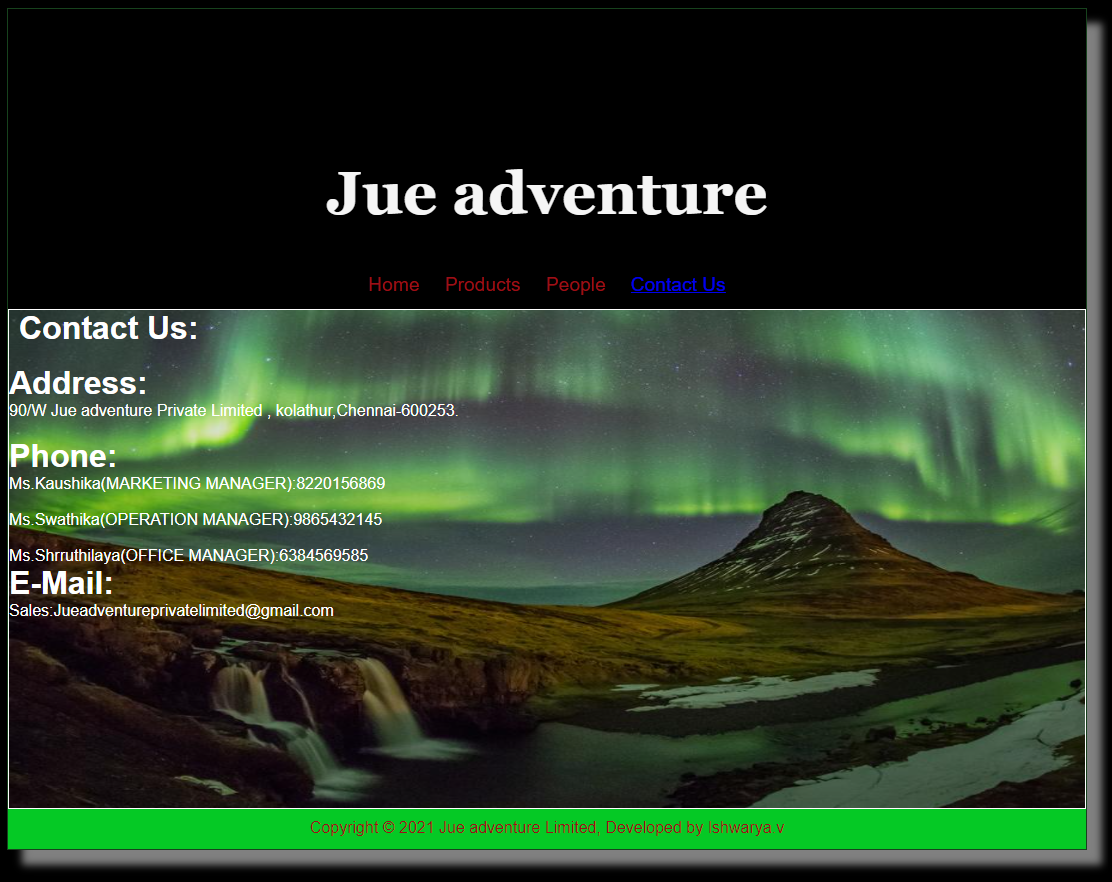 Jue adventure
Home Products People Contact Us
Contact Us:
Address:
90/W Jue adventure Private Limited , kolathur,Chennai-600253.
Phone:
Ms.Kaushika(MARKETING MANAGER):8220156869
Ms.Swathika(OPERATION MANAGER):9865432145
Ms.Shrruthilaya(OFFICE MANAGER):6384569585
E-Mail:
Sales:Jueadventureprivatelimited@gmail.com
Copyright © 2021 Jue adventure Limited, Developed by Ishwarya.v